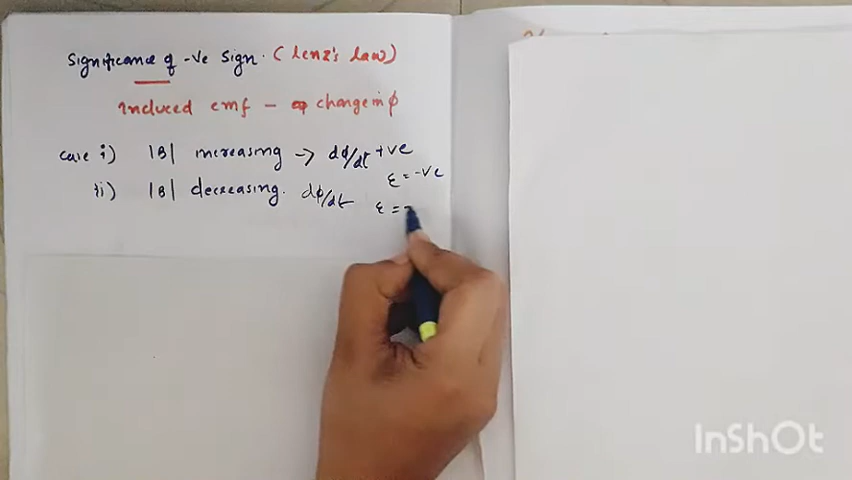 Significance of -ve sign. (lenz's law)
Induced emf - op change in ϕ
case i) |B| increasing -> dϕ/dt +ve
ε = -ve
ii) |B| decreasing. dϕ/dt ε =
InShOt